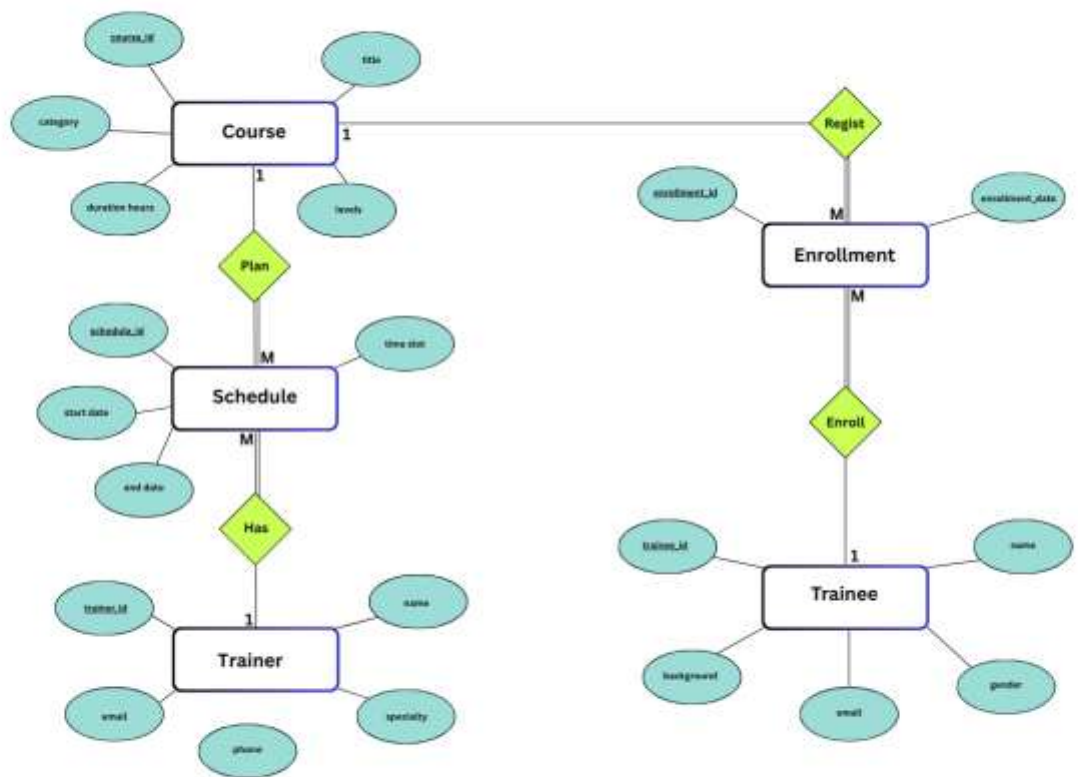 course_id
title
category
Course
1
Regist
duration hours
1
levels
enrollment_id
enrollment_date
M
Enrollment
M
Plan
schedule_id
time slot
M
Schedule
start date
M
end date
Enroll
Has
trainee_id
name
1
Trainee
trainer_id
name
1
Trainer
background
gender
email
specialty
email
phone